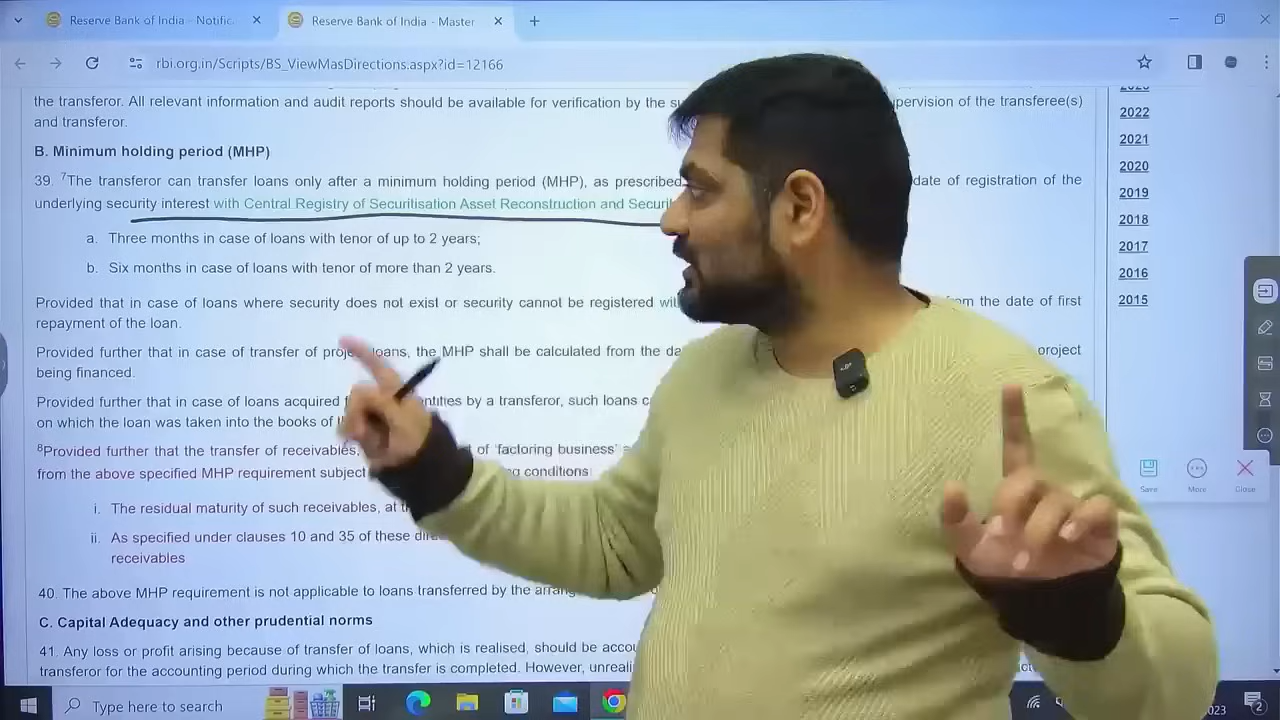 Reserve Bank of India - Notific
Reserve Bank of India - Master
rbi.org.in/Scripts/BS_ViewMasDirections.aspx?id=12166
the transferor. All relevant information and audit reports should be available for verification by the su pervision of the transferee(s)
and transferor.
B. Minimum holding period (MHP)
39. 7The transferor can transfer loans only after a minimum holding period (MHP), as prescribed date of registration of the
underlying security interest with Central Registry of Securitisation Asset Reconstruction and Securit
a. Three months in case of loans with tenor of up to 2 years;
b. Six months in case of loans with tenor of more than 2 years.
Provided that in case of loans where security does not exist or security cannot be registered wit om the date of first
repayment of the loan.
Provided further that in case of transfer of project loans, the MHP shall be calculated from the da project
being financed.
Provided further that in case of loans acquired entities by a transferor, such loans c
on which the loan was taken into the books of
8Provided further that the transfer of receivables, of 'factoring business'
from the above specified MHP requirement subject conditions:
i. The residual maturity of such receivables, at t
ii. As specified under clauses 10 and 35 of these dire
receivables
40. The above MHP requirement is not applicable to loans transferred by the arrang
C. Capital Adequacy and other prudential norms
41. Any loss or profit arising because of transfer of loans, which is realised, should be accou
transferor for the accounting period during which the transfer is completed. However, unreali
2022
2021
2020
2019
2018
2017
2016
2015
Save
More
Close
Type here to search
023
2